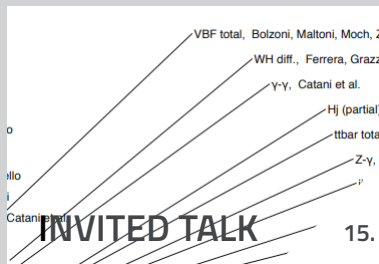 VBF total, Bolzoni, Maltoni, Moch, Z
WH diff., Ferrera, Grazz
γ-γ, Catani et al.
Hj (partial)
o
ttbar tota
Z-γ,
ello
i
Catani et al.
INVITED TALK
15.